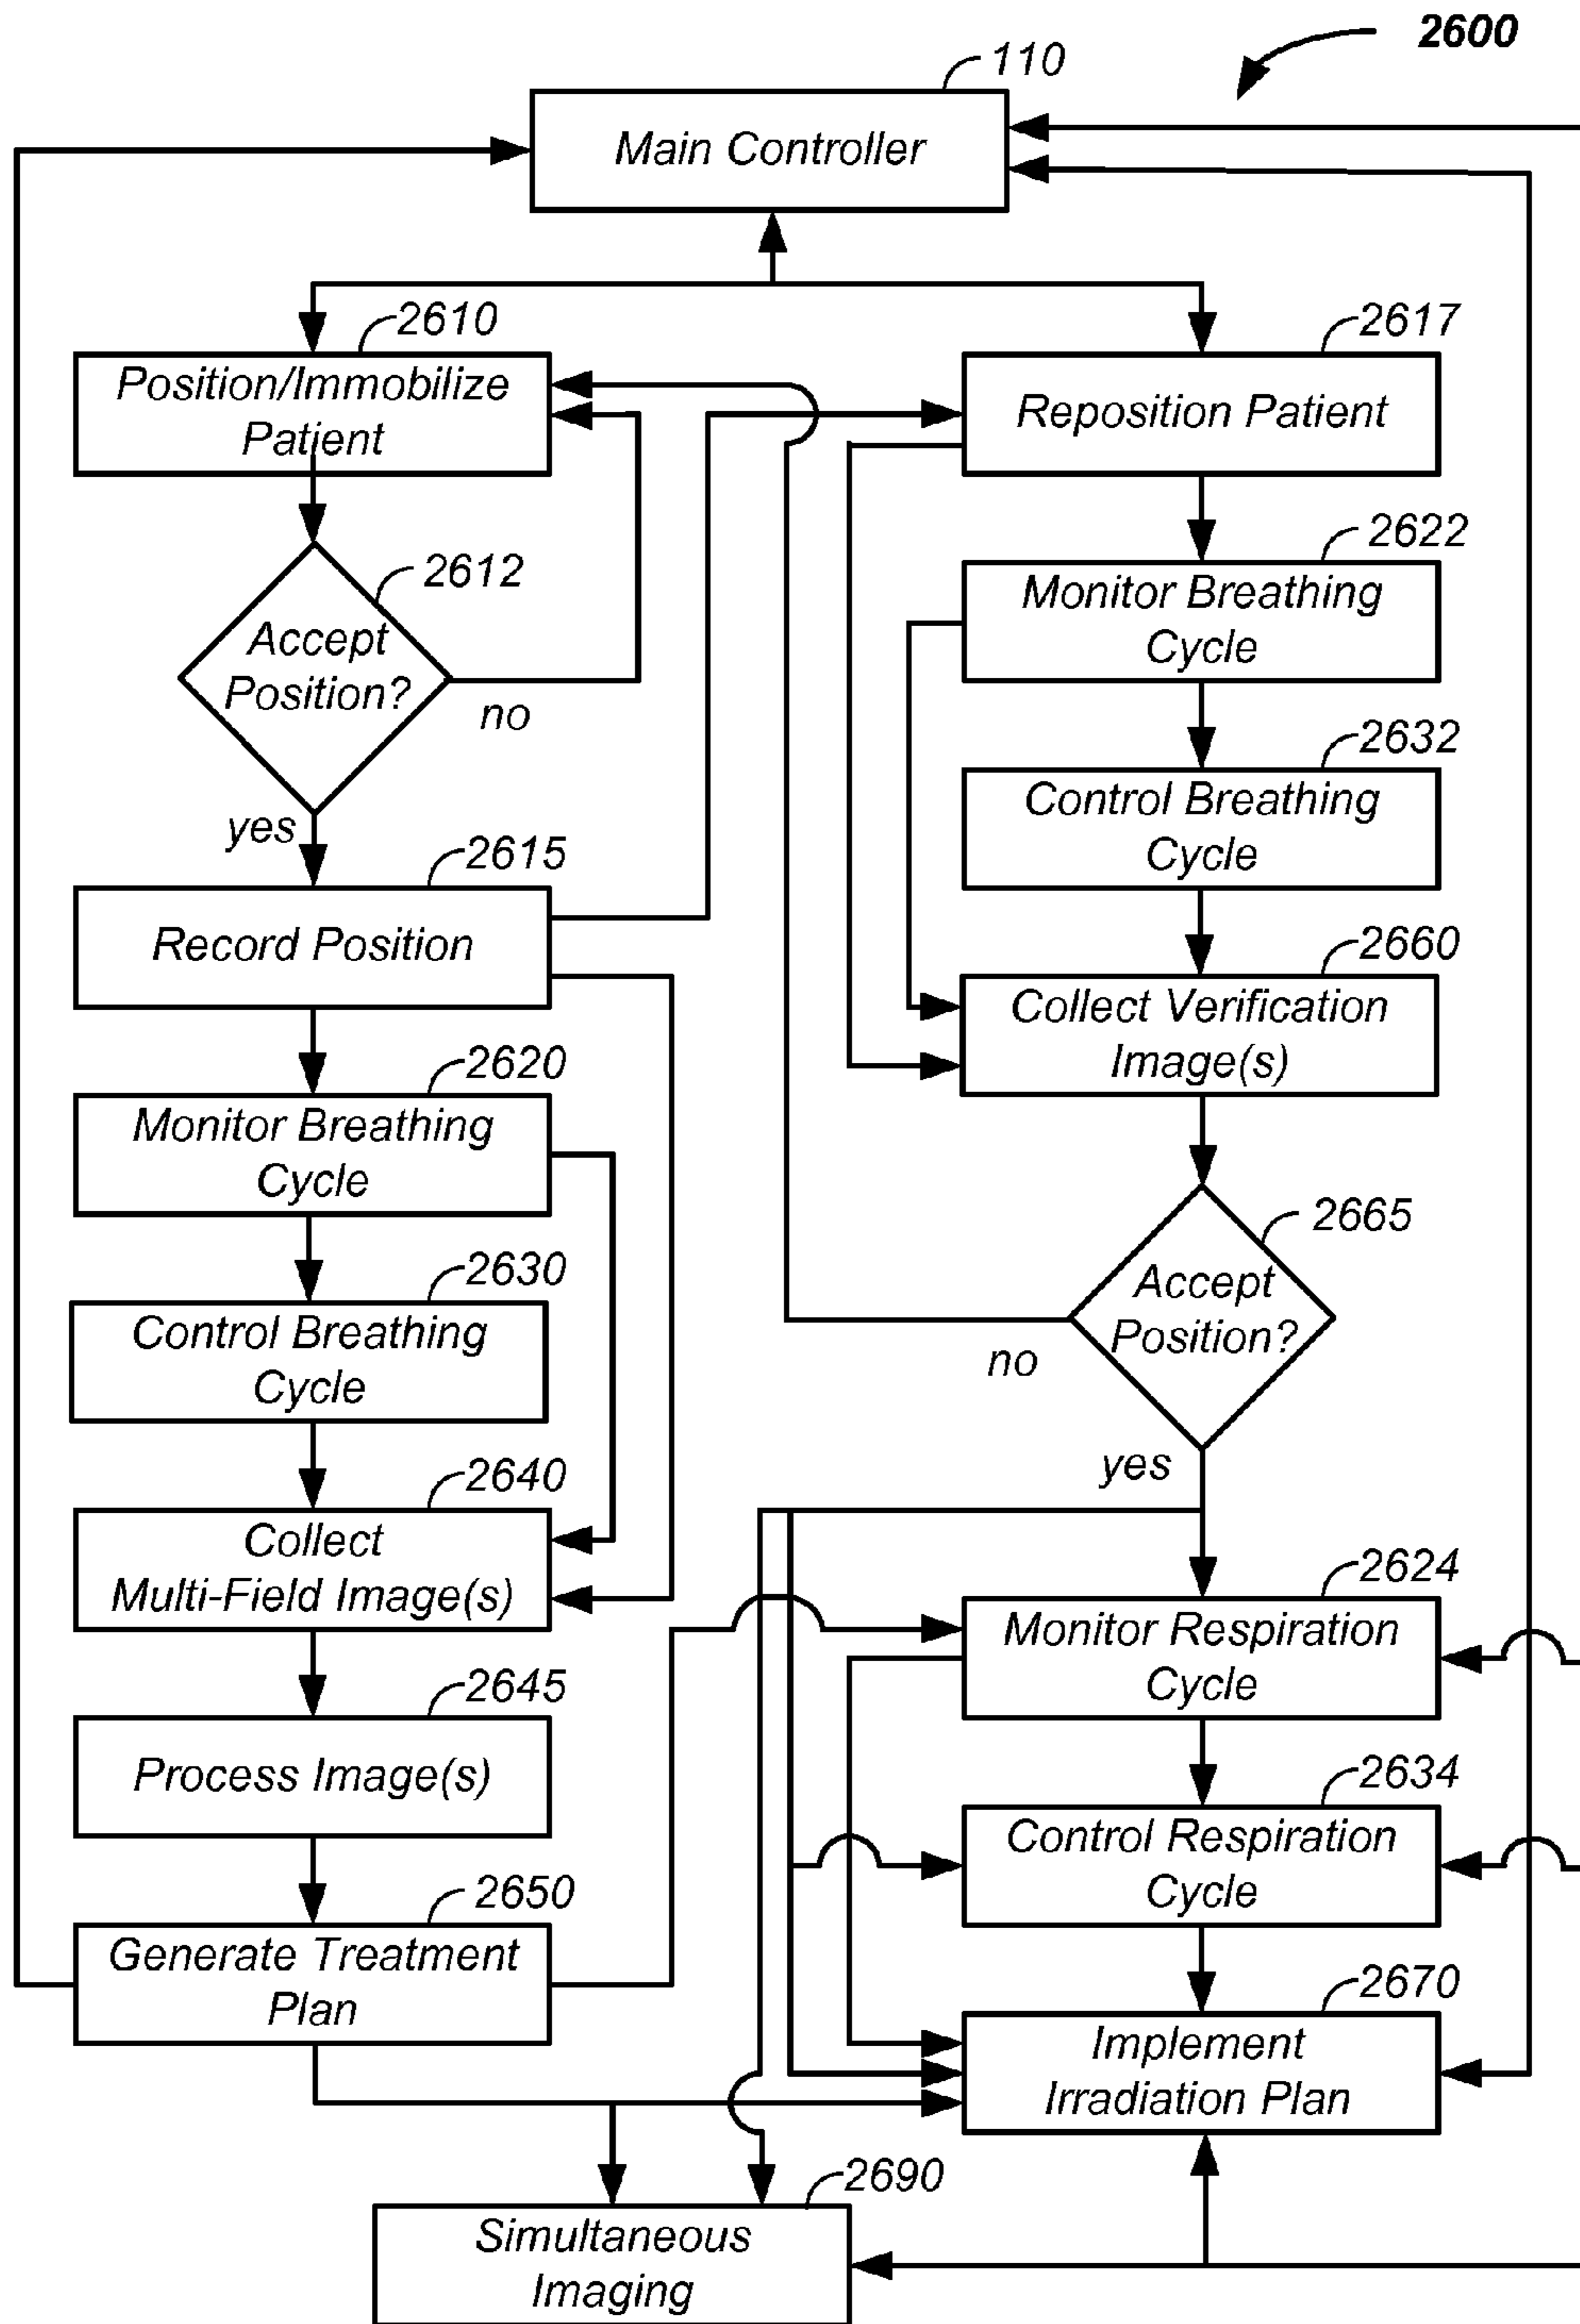 2600
110
Main Controller
2610
Position/Immobilize
Patient
2617
Reposition Patient
2612
Accept
Position?
no
yes
2622
Monitor Breathing
Cycle
2632
Control Breathing
Cycle
2615
Record Position
2660
Collect Verification
Image(s)
2620
Monitor Breathing
Cycle
2665
Accept
Position?
no
yes
2630
Control Breathing
Cycle
2640
Collect
Multi-Field Image(s)
2624
Monitor Respiration
Cycle
2645
Process Image(s)
2634
Control Respiration
Cycle
2650
Generate Treatment
Plan
2670
Implement
Irradiation Plan
2690
Simultaneous
Imaging